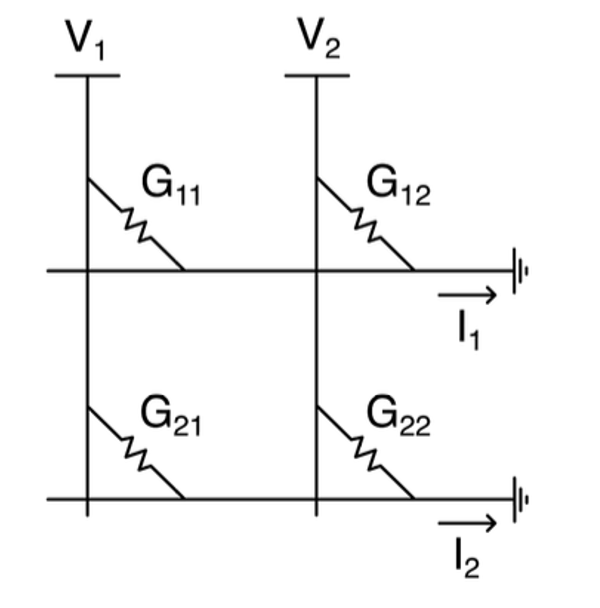 V₁ V₂
G₁₁ G₁₂
I₁
G₂₁ G₂₂
I₂